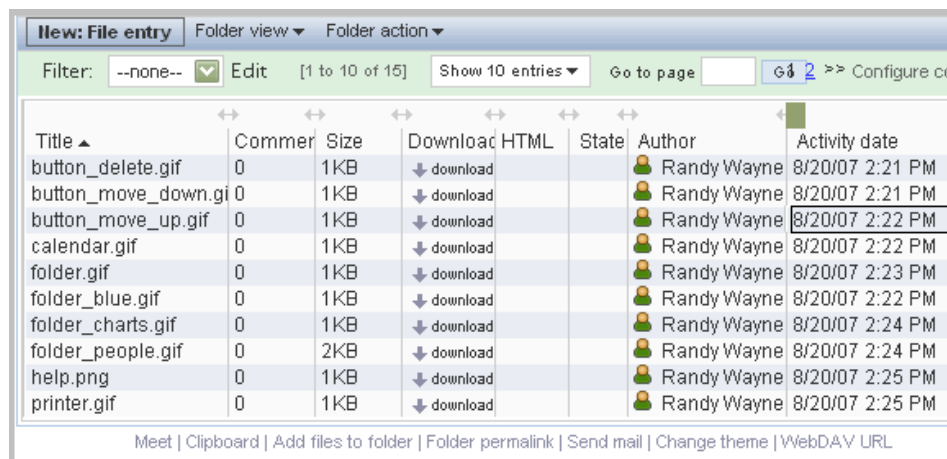 New: File entry Folder view Folder action
Filter: --none-- Edit [1 to 10 of 15] Show 10 entries Go to page 1 2 >> Configure co
Title Commer Size Download HTML State Author Activity date
button_delete.gif 0 1KB download Randy Wayne 8/20/07 2:21 PM
button_move_down.gi 0 1KB download Randy Wayne 8/20/07 2:21 PM
button_move_up.gif 0 1KB download Randy Wayne 8/20/07 2:22 PM
calendar.gif 0 1KB download Randy Wayne 8/20/07 2:22 PM
folder.gif 0 1KB download Randy Wayne 8/20/07 2:23 PM
folder_blue.gif 0 1KB download Randy Wayne 8/20/07 2:22 PM
folder_charts.gif 0 1KB download Randy Wayne 8/20/07 2:24 PM
folder_people.gif 0 2KB download Randy Wayne 8/20/07 2:24 PM
help.png 0 1KB download Randy Wayne 8/20/07 2:25 PM
printer.gif 0 1KB download Randy Wayne 8/20/07 2:25 PM
Meet | Clipboard | Add files to folder | Folder permalink | Send mail | Change theme | WebDAV URL